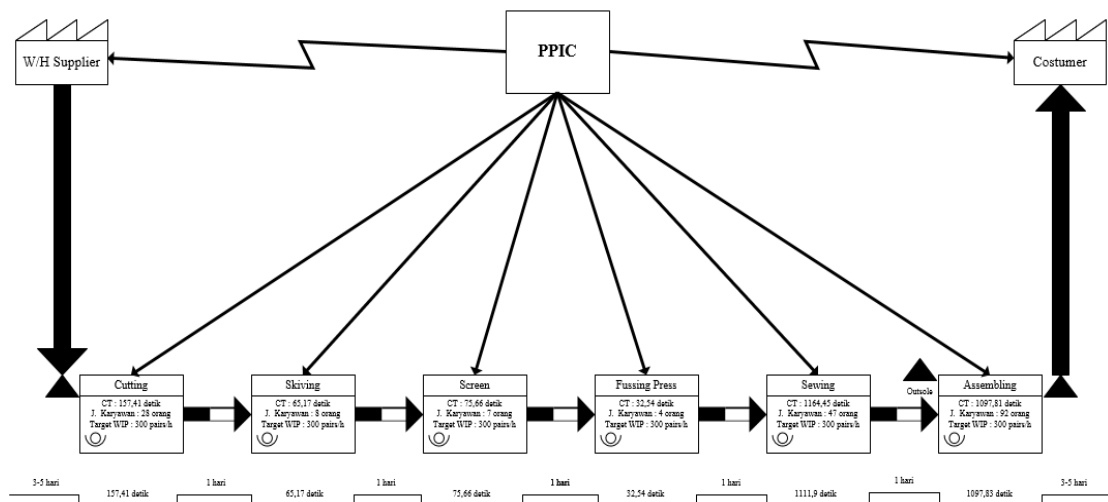 W/H Supplier
PPIC
Costumer
Cutting
CT : 157,41 detik
J. Karyawan : 28 orang
Target WIP : 300 pairs/h
Skiving
CT : 65,17 detik
J. Karyawan : 8 orang
Target WIP : 300 pairs/h
Screen
CT : 75,66 detik
J. Karyawan : 7 orang
Target WIP : 300 pairs/h
Fussing Press
CT : 32,54 detik
J. Karyawan : 4 orang
Target WIP : 300 pairs/h
Sewing
CT : 1164,45 detik
J. Karyawan : 47 orang
Target WIP : 300 pairs/h
Outsole
Assembling
CT : 1097,81 detik
J. Karyawan : 92 orang
Target WIP : 300 pairs/h
3-5 hari
157,41 detik
1 hari
65,17 detik
1 hari
75,66 detik
1 hari
32,54 detik
1 hari
1111,9 detik
1 hari
1097,83 detik
3-5 hari